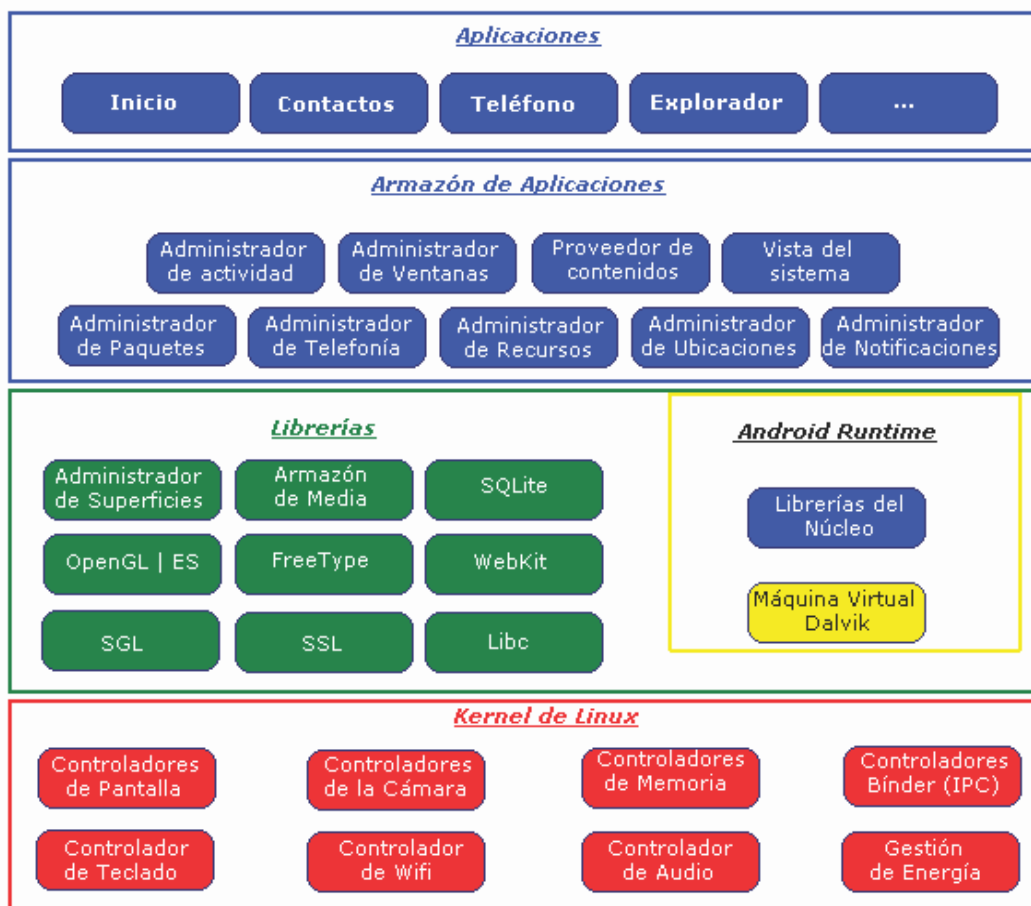 Aplicaciones
Inicio
Contactos
Teléfono
Explorador
...
Armazón de Aplicaciones
Administrador
de actividad
Administrador
de Ventanas
Proveedor de
contenidos
Vista del
sistema
Administrador
de Paquetes
Administrador
de Telefonía
Administrador
de Recursos
Administrador
de Ubicaciones
Administrador
de Notificaciones
Librerías
Administrador
de Superficies
Armazón
de Media
SQLite
OpenGL | ES
FreeType
WebKit
SGL
SSL
Libc
Android Runtime
Librerías del
Núcleo
Máquina Virtual
Dalvik
Kernel de Linux
Controladores
de Pantalla
Controladores
de la Cámara
Controladores
de Memoria
Controladores
Bínder (IPC)
Controlador
de Teclado
Controlador
de Wifi
Controlador
de Audio
Gestión
de Energía